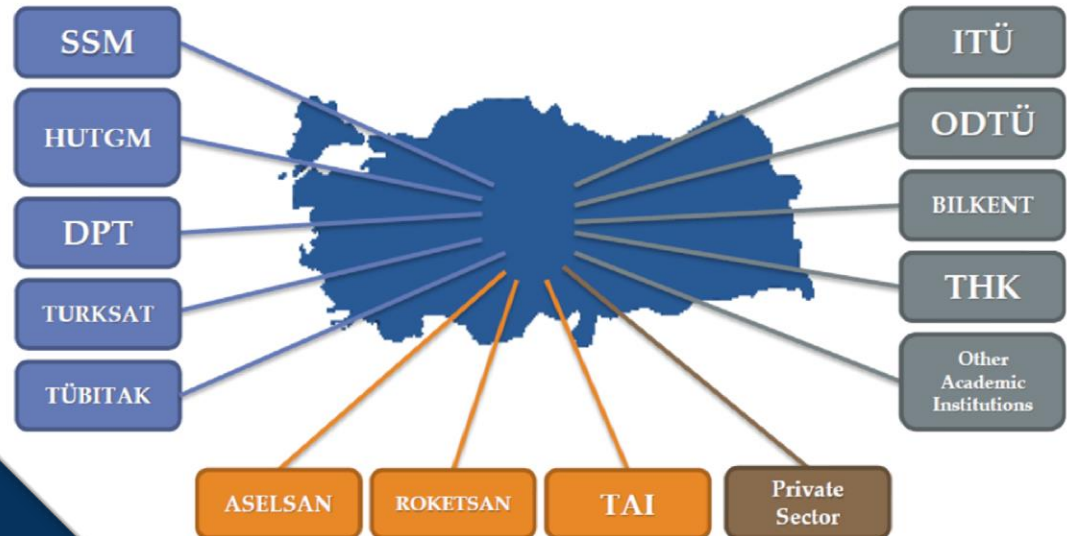 SSM
HUTGM
DPT
TURKSAT
TÜBITAK
ITÜ
ODTÜ
BILKENT
THK
Other
Academic
Institutions
ASELSAN
ROKETSAN
TAI
Private
Sector